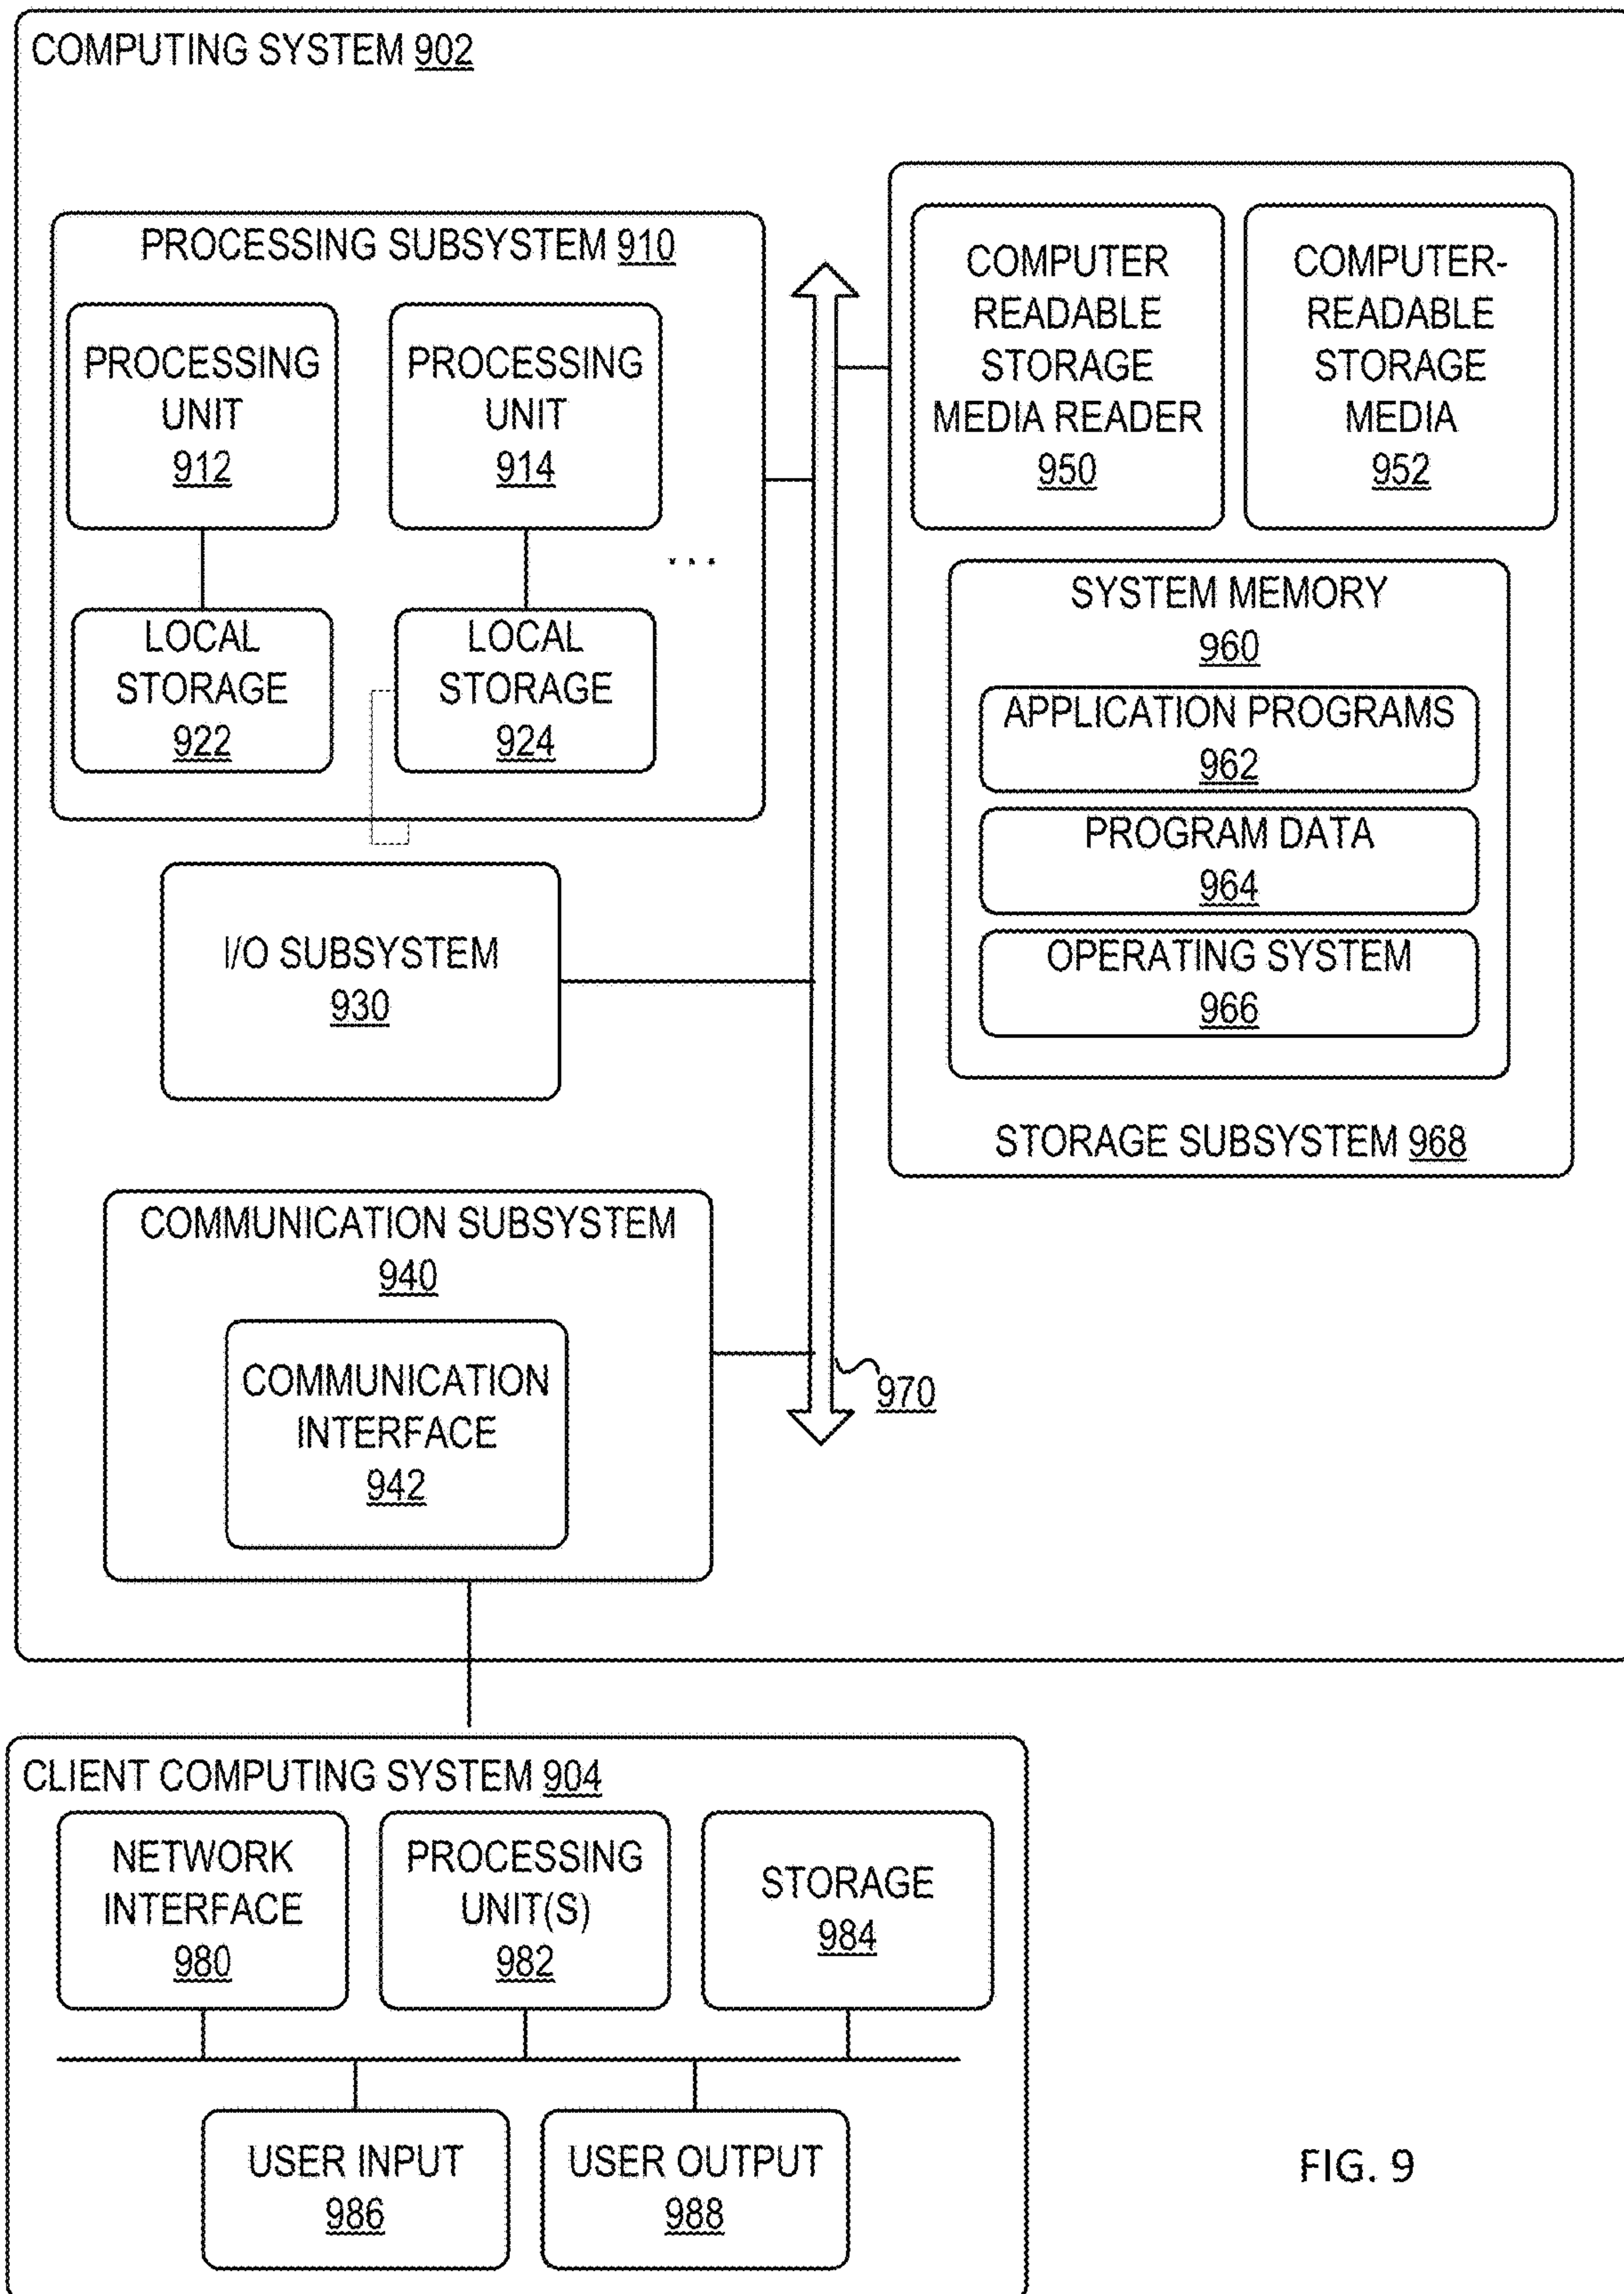 COMPUTING SYSTEM 902
PROCESSING SUBSYSTEM 910
PROCESSING
UNIT
912
PROCESSING
UNIT
914
...
LOCAL
STORAGE
922
LOCAL
STORAGE
924
I/O SUBSYSTEM
930
COMMUNICATION SUBSYSTEM
940
COMMUNICATION
INTERFACE
942
970
COMPUTER
READABLE
STORAGE
MEDIA READER
950
COMPUTER-
READABLE
STORAGE
MEDIA
952
SYSTEM MEMORY
960
APPLICATION PROGRAMS
962
PROGRAM DATA
964
OPERATING SYSTEM
966
STORAGE SUBSYSTEM 968
CLIENT COMPUTING SYSTEM 904
NETWORK
INTERFACE
980
PROCESSING
UNIT(S)
982
STORAGE
984
USER INPUT
986
USER OUTPUT
988
FIG. 9